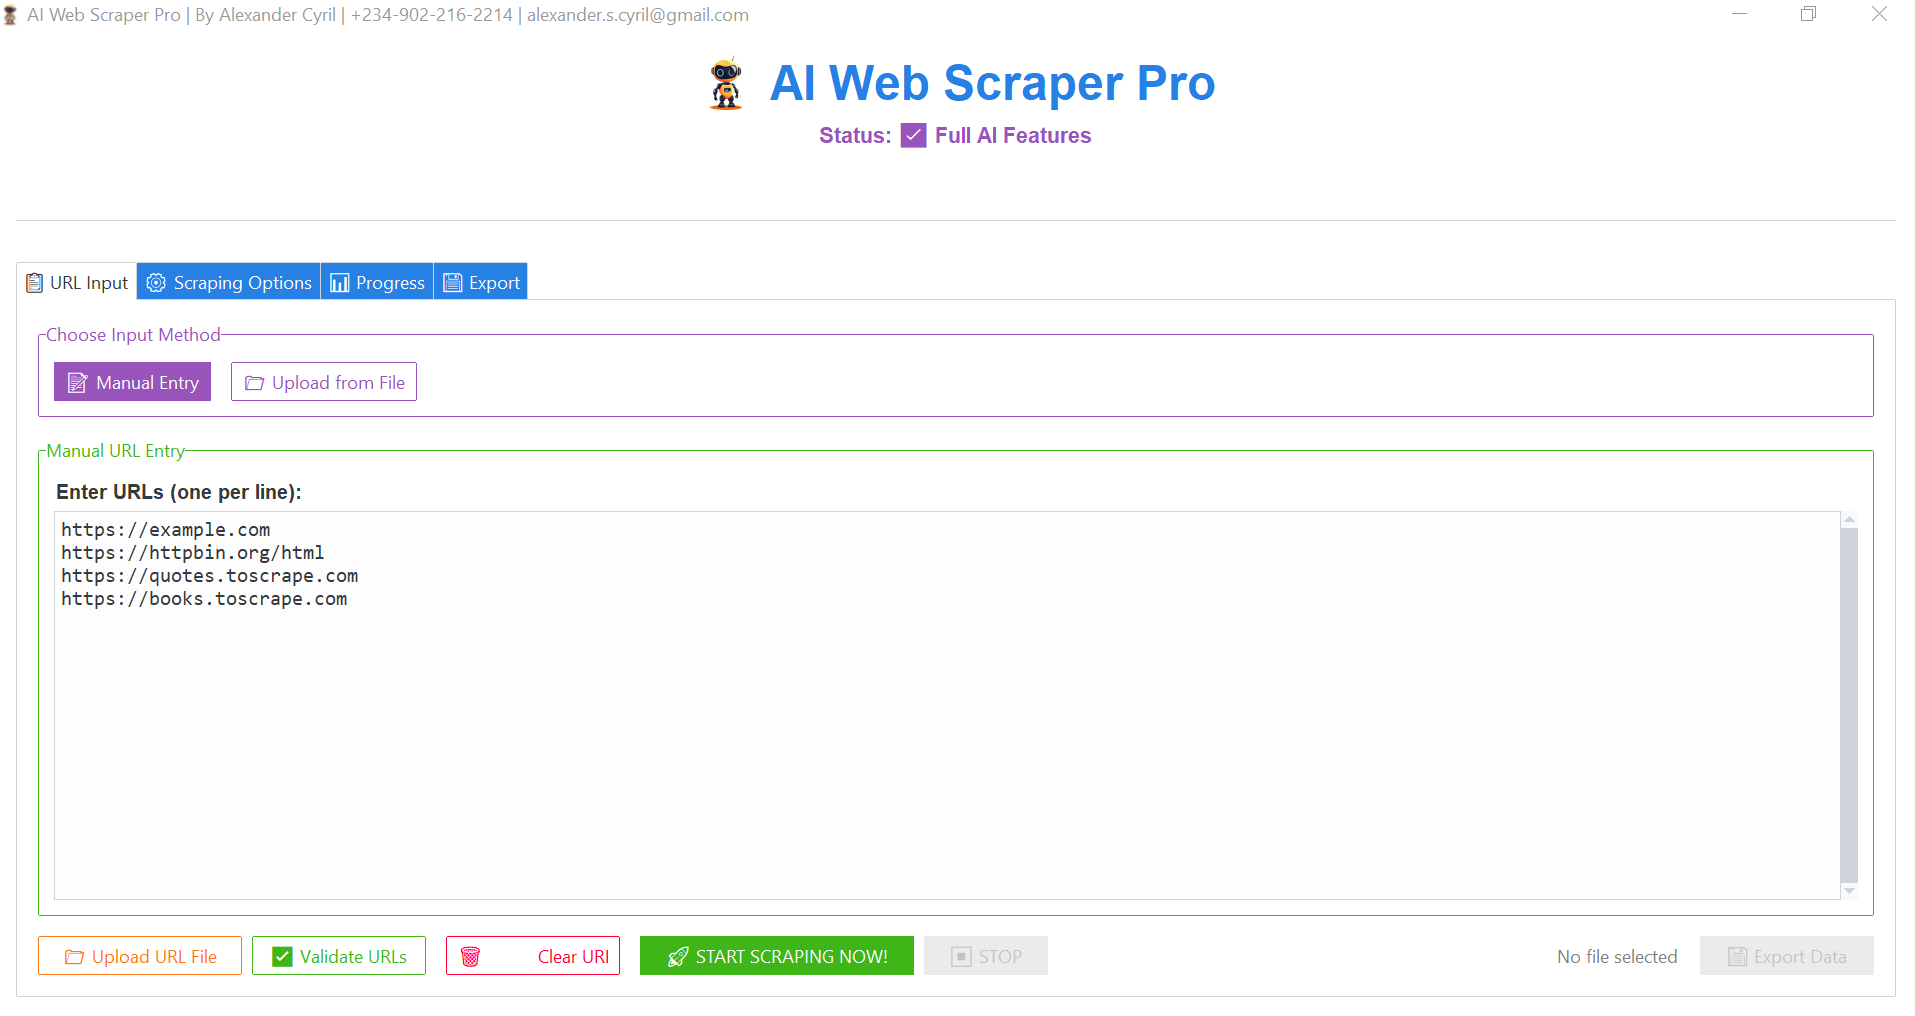 AI Web Scraper Pro | By Alexander Cyril | +234-902-216-2214 | alexander.s.cyril@gmail.com
AI Web Scraper Pro
Status: ✓ Full AI Features
URL Input
Scraping Options
Progress
Export
Choose Input Method
Manual Entry
Upload from File
Manual URL Entry
Enter URLs (one per line):
https://example.com
https://httpbin.org/html
https://quotes.toscrape.com
https://books.toscrape.com
Upload URL File
Validate URLs
Clear URl
START SCRAPING NOW!
STOP
No file selected
Export Data